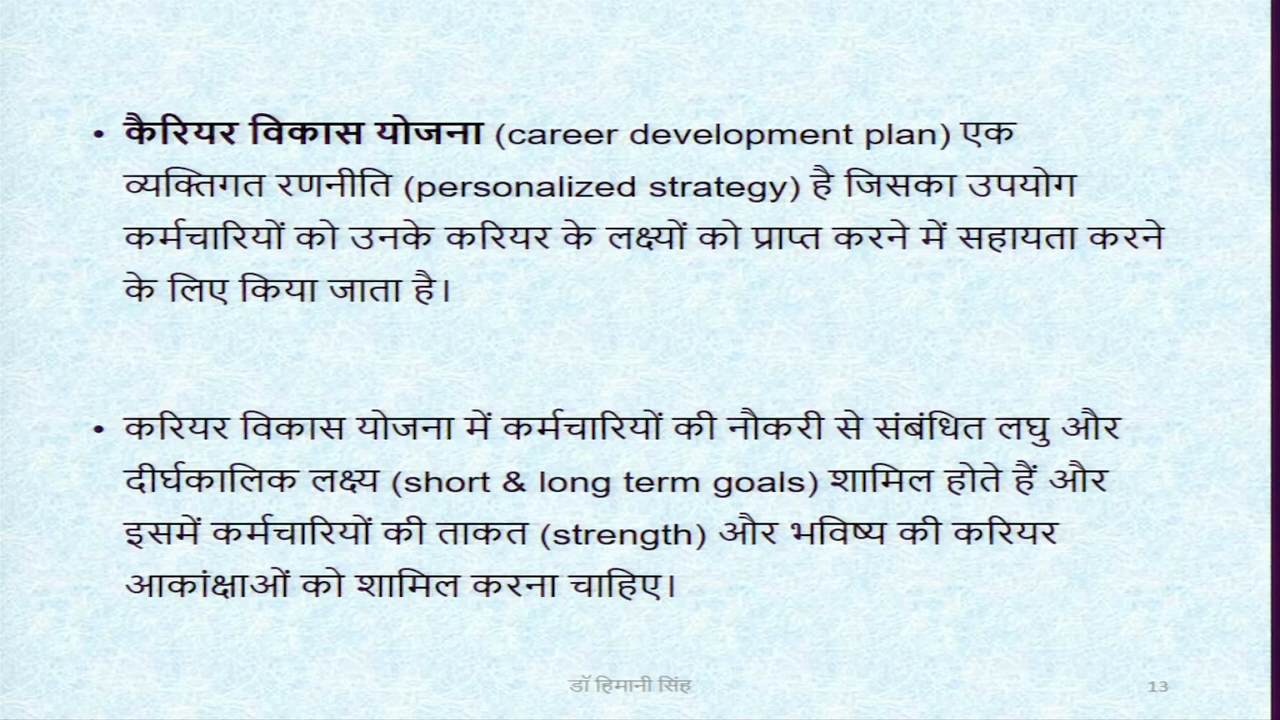 • कैरियर विकास योजना (career development plan) एक
व्यक्तिगत रणनीति (personalized strategy) है जिसका उपयोग
कर्मचारियों को उनके करियर के लक्ष्यों को प्राप्त करने में सहायता करने
के लिए किया जाता है।
• करियर विकास योजना में कर्मचारियों की नौकरी से संबंधित लघु और
दीर्घकालिक लक्ष्य (short & long term goals) शामिल होते हैं और
इसमें कर्मचारियों की ताकत (strength) और भविष्य की करियर
आकांक्षाओं को शामिल करना चाहिए।
डॉ हिमानी सिंह 13